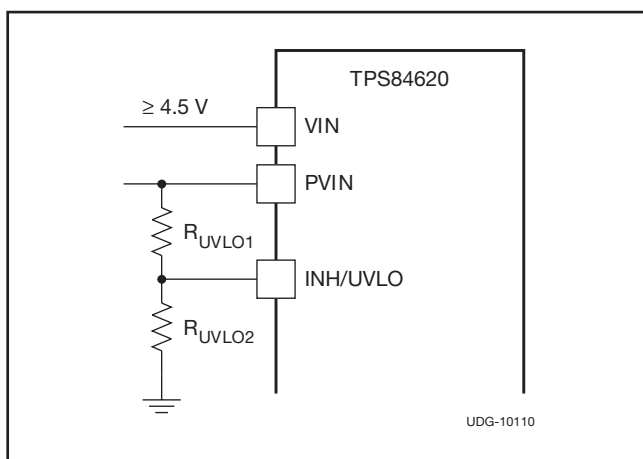 TPS84620
≥ 4.5 V
VIN
PVIN
RUVLO1
INH/UVLO
RUVLO2
UDG-10110